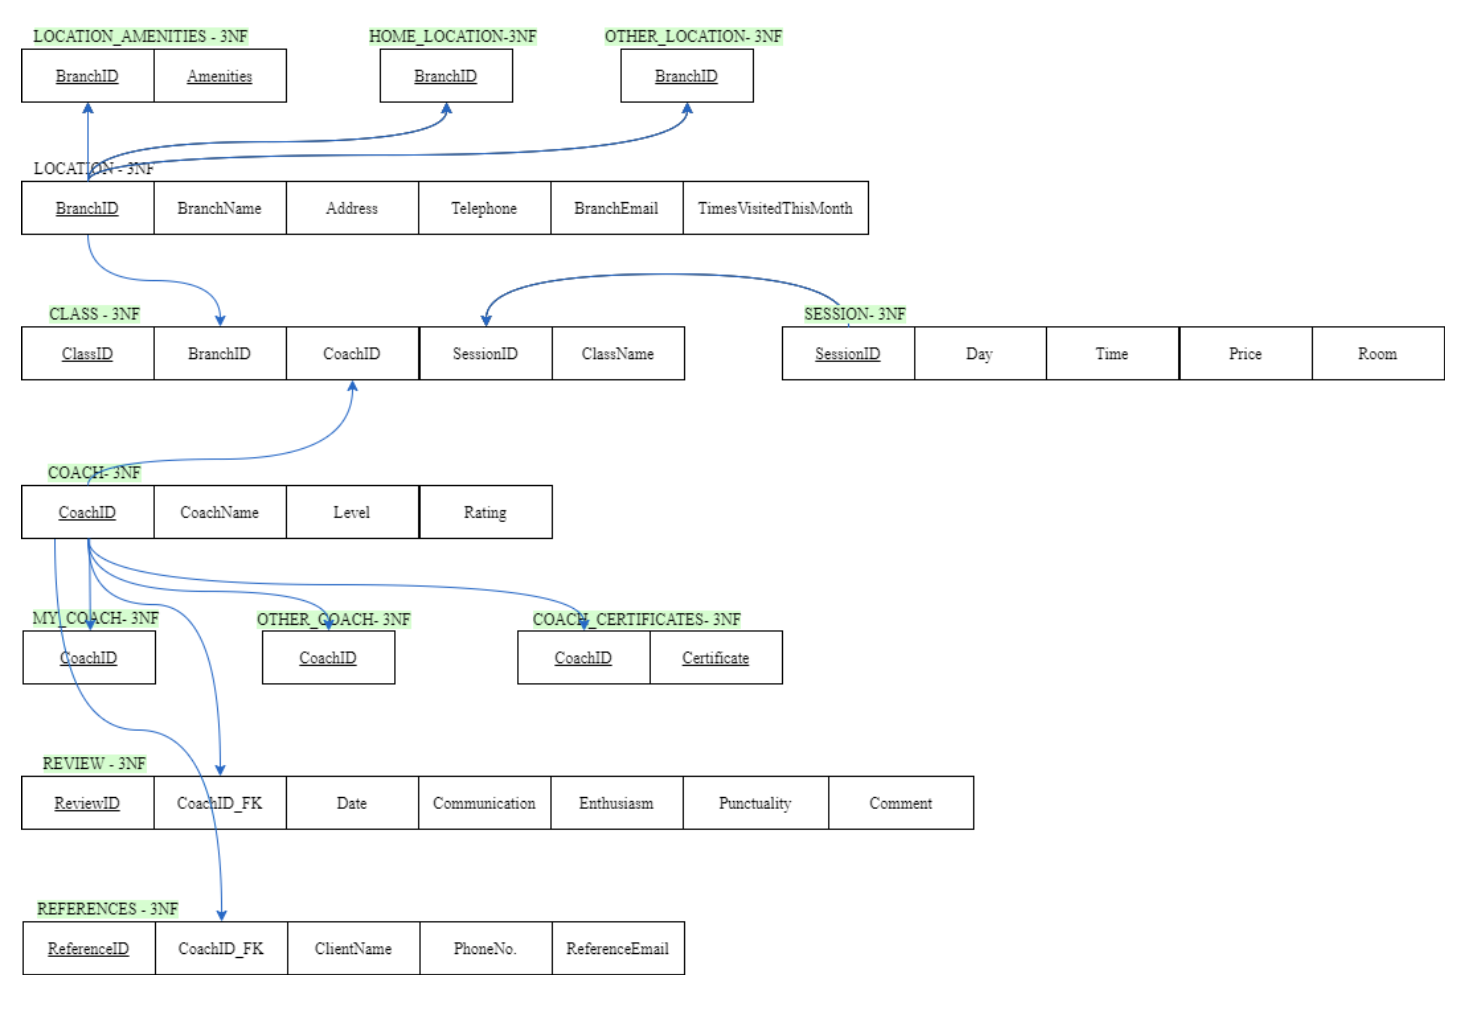 LOCATION_AMENITIES - 3NF HOME_LOCATION-3NF OTHER_LOCATION- 3NF
BranchID Amenities BranchID BranchID
LOCATION - 3NF
BranchID BranchName Address Telephone BranchEmail TimesVisitedThisMonth
CLASS - 3NF SESSION- 3NF
ClassID BranchID CoachID SessionID ClassName SessionID Day Time Price Room
COACH- 3NF
CoachID CoachName Level Rating
MY_COACH- 3NF OTHER_COACH- 3NF COACH_CERTIFICATES- 3NF
CoachID CoachID CoachID Certificate
REVIEW - 3NF
ReviewID CoachID_FK Date Communication Enthusiasm Punctuality Comment
REFERENCES - 3NF
ReferenceID CoachID_FK ClientName PhoneNo. ReferenceEmail